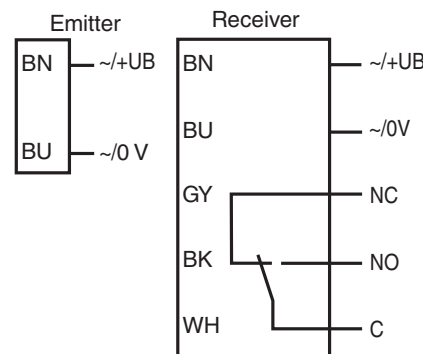 Emitter
BN ~/+UB
BU ~/0 V
Receiver
BN ~/+UB
BU ~/0V
GY NC
BK NO
WH C